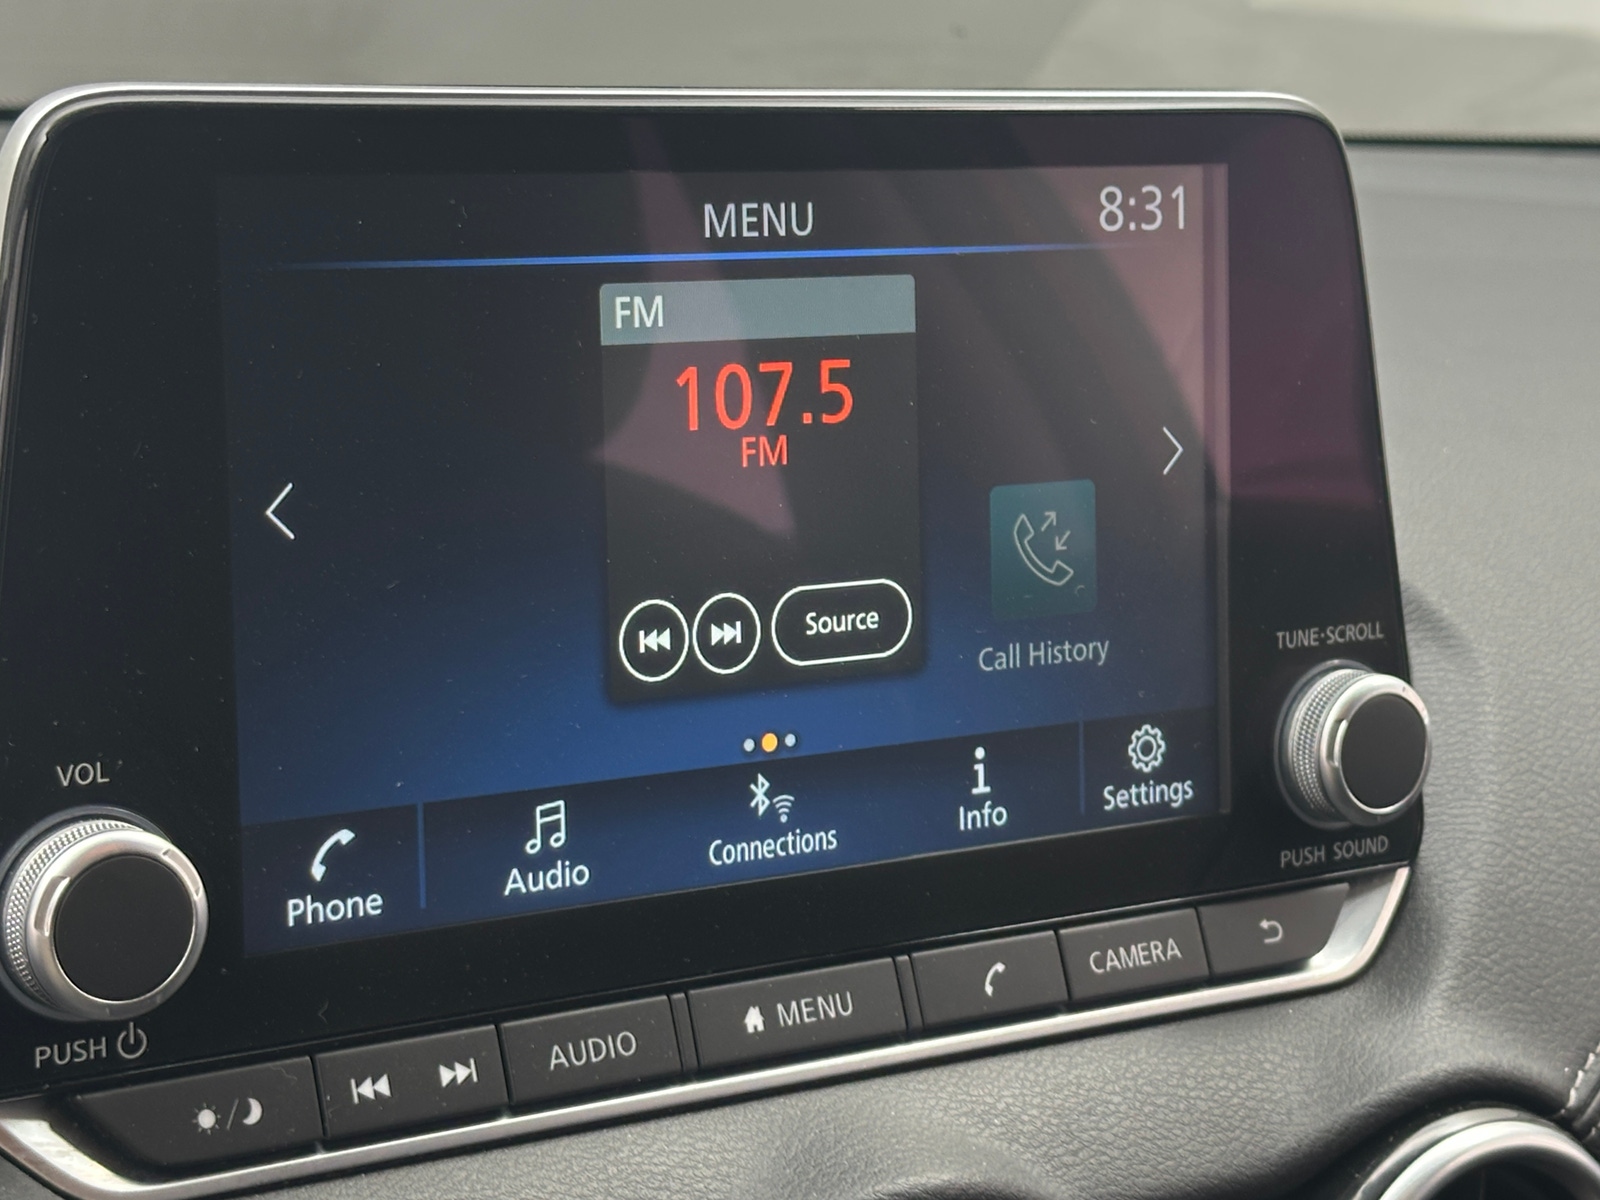 MENU
8:31
FM
107.5
FM
Source
Call History
TUNE·SCROLL
VOL
Phone
Audio
Connections
Info
Settings
PUSH SOUND
PUSH
AUDIO
MENU
CAMERA